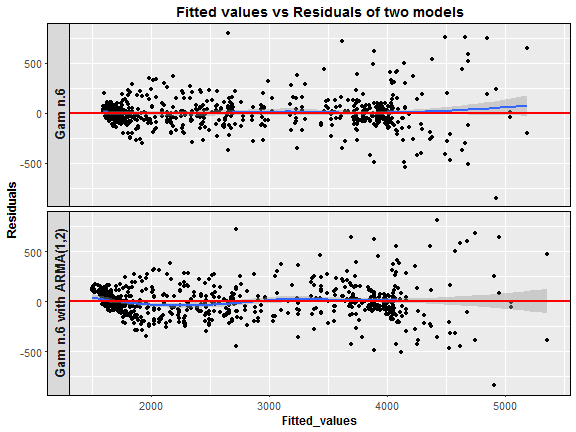 Fitted values vs Residuals of two models
Residuals
Gam n.6
500
0
-500
Gam n.6 with ARMA(1,2)
500
0
-500
2000 3000 4000 5000
Fitted_values